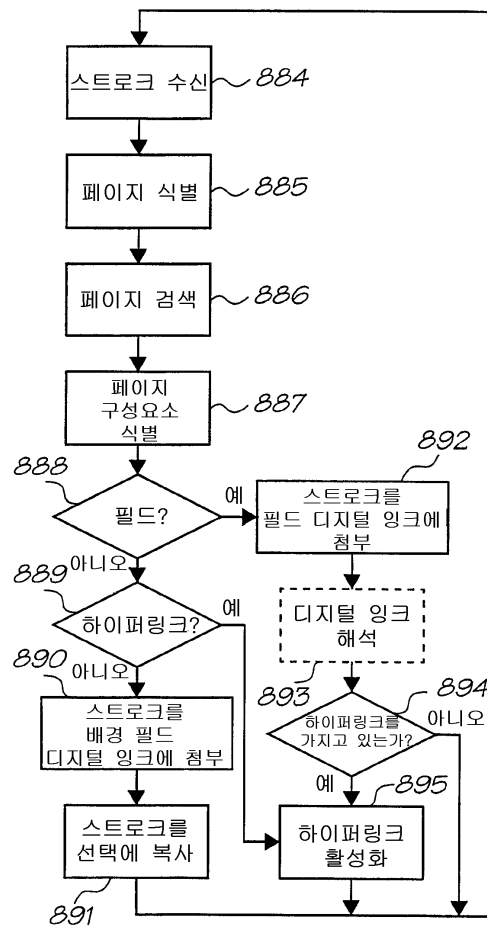 스트로크 수신
884
페이지 식별
885
페이지 검색
886
페이지
구성요소
식별
887
888
필드?
예
아니오
892
스트로크를
필드 디지털 잉크에
첨부
889
하이퍼링크?
예
아니오
디지털 잉크
해석
893
890
스트로크를
배경 필드
디지털 잉크에 첨부
894
하이퍼링크를
가지고 있는가?
아니오
예
895
스트로크를
선택에 복사
891
하이퍼링크
활성화